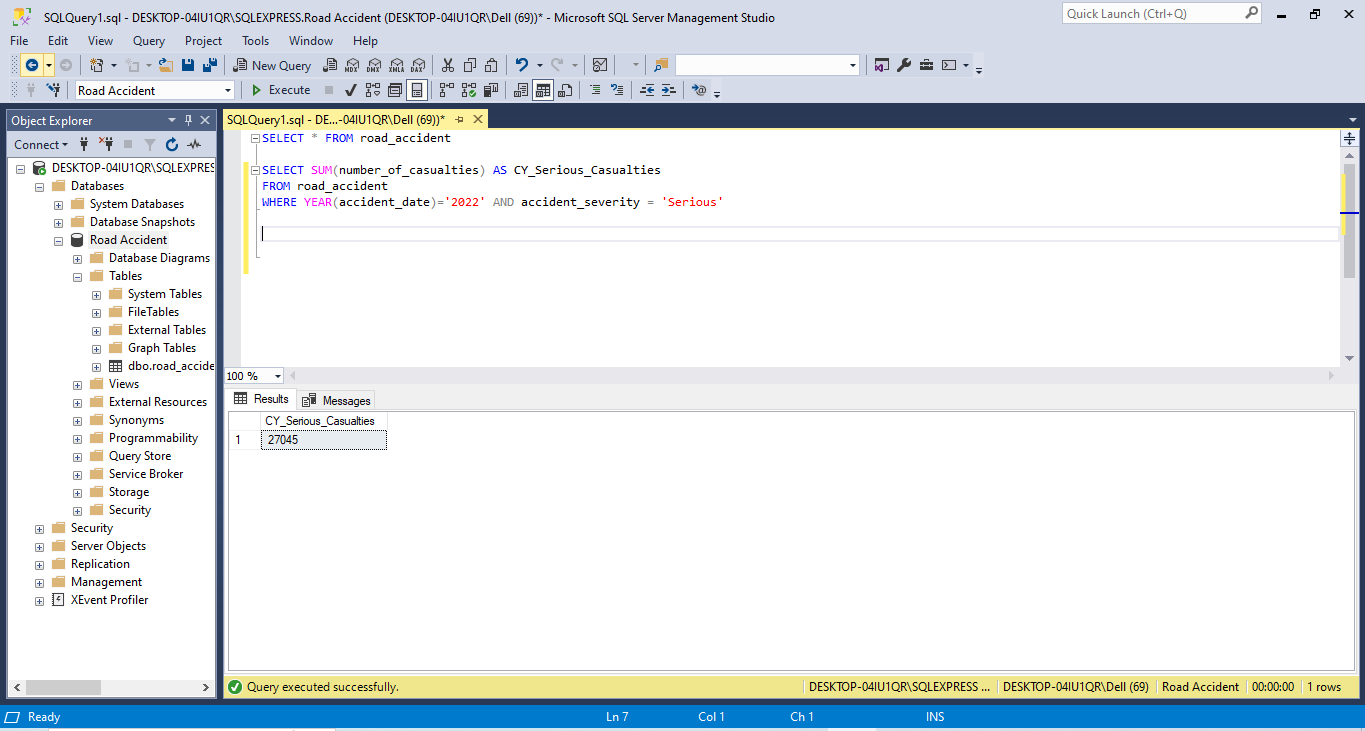 SQLQuery1.sql - DESKTOP-04IU1QR\SQLEXPRESS.Road Accident (DESKTOP-04IU1QR\Dell (69))* - Microsoft SQL Server Management Studio
Quick Launch (Ctrl+Q)
File Edit View Query Project Tools Window Help
New Query MDX DMX XMLA DAX
Road Accident Execute
Object Explorer
Connect
DESKTOP-04IU1QR\SQLEXPRES
Databases
System Databases
Database Snapshots
Road Accident
Database Diagrams
Tables
System Tables
FileTables
External Tables
Graph Tables
dbo.road_accide
Views
External Resources
Synonyms
Programmability
Query Store
Service Broker
Storage
Security
Security
Server Objects
Replication
Management
XEvent Profiler
SQLQuery1.sql - DE...-04IU1QR\Dell (69))*
SELECT * FROM road_accident
SELECT SUM(number_of_casualties) AS CY_Serious_Casualties
FROM road_accident
WHERE YEAR(accident_date)='2022' AND accident_severity = 'Serious'
100 %
Results Messages
CY_Serious_Casualties
1 27045
Query executed successfully. DESKTOP-04IU1QR\SQLEXPRESS ... DESKTOP-04IU1QR\Dell (69) Road Accident 00:00:00 1 rows
Ready Ln 7 Col 1 Ch 1 INS